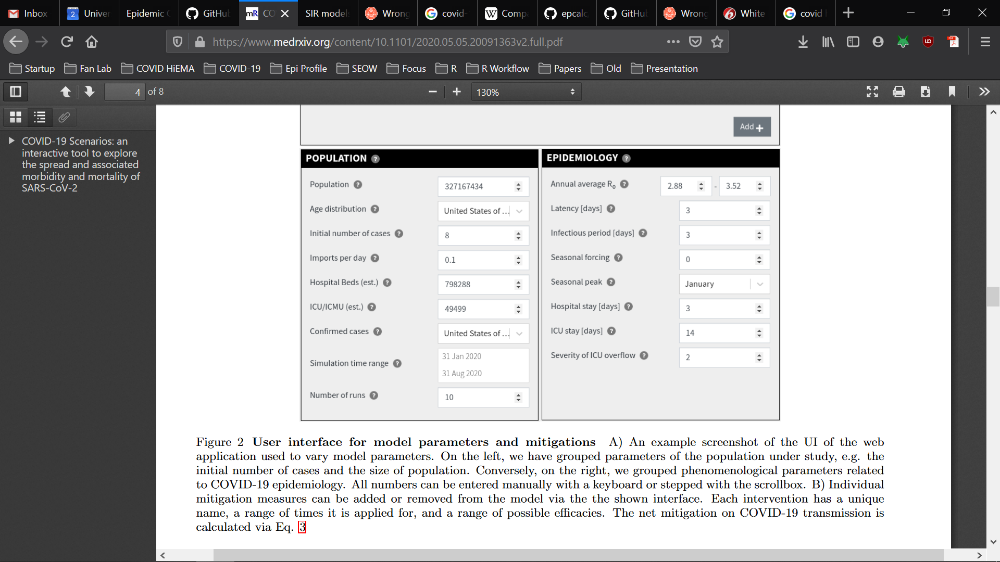 Inbox
Univer
Epidemic
GitHu
mR CO
SIR model
Wrong
covid-
W Comp
epcalc
GitHu
Wrong
White
covid
https://www.medrxiv.org/content/10.1101/2020.05.05.20091363v2.full.pdf
Startup Fan Lab COVID HiEMA COVID-19 Epi Profile SEOW Focus R R Workflow Papers Old Presentation
4 of 8
130%
COVID-19 Scenarios: an
interactive tool to explore
the spread and associated
morbidity and mortality of
SARS-CoV-2
Add +
POPULATION ?
Population ? 327167434
Age distribution ? United States of ...
Initial number of cases ? 8
Imports per day ? 0.1
Hospital Beds (est.) ? 798288
ICU/ICMU (est.) ? 49499
Confirmed cases ? United States of ...
Simulation time range ? 31 Jan 2020
31 Aug 2020
Number of runs ? 10
EPIDEMIOLOGY ?
Annual average R₀ ? 2.88 - 3.52
Latency [days] ? 3
Infectious period [days] ? 3
Seasonal forcing ? 0
Seasonal peak ? January
Hospital stay [days] ? 3
ICU stay [days] ? 14
Severity of ICU overflow ? 2
Figure 2 User interface for model parameters and mitigations A) An example screenshot of the UI of the web
application used to vary model parameters. On the left, we have grouped parameters of the population under study, e.g. the
initial number of cases and the size of population. Conversely, on the right, we grouped phenomenological parameters related
to COVID-19 epidemiology. All numbers can be entered manually with a keyboard or stepped with the scrollbox. B) Individual
mitigation measures can be added or removed from the model via the the shown interface. Each intervention has a unique
name, a range of times it is applied for, and a range of possible efficacies. The net mitigation on COVID-19 transmission is
calculated via Eq. 3